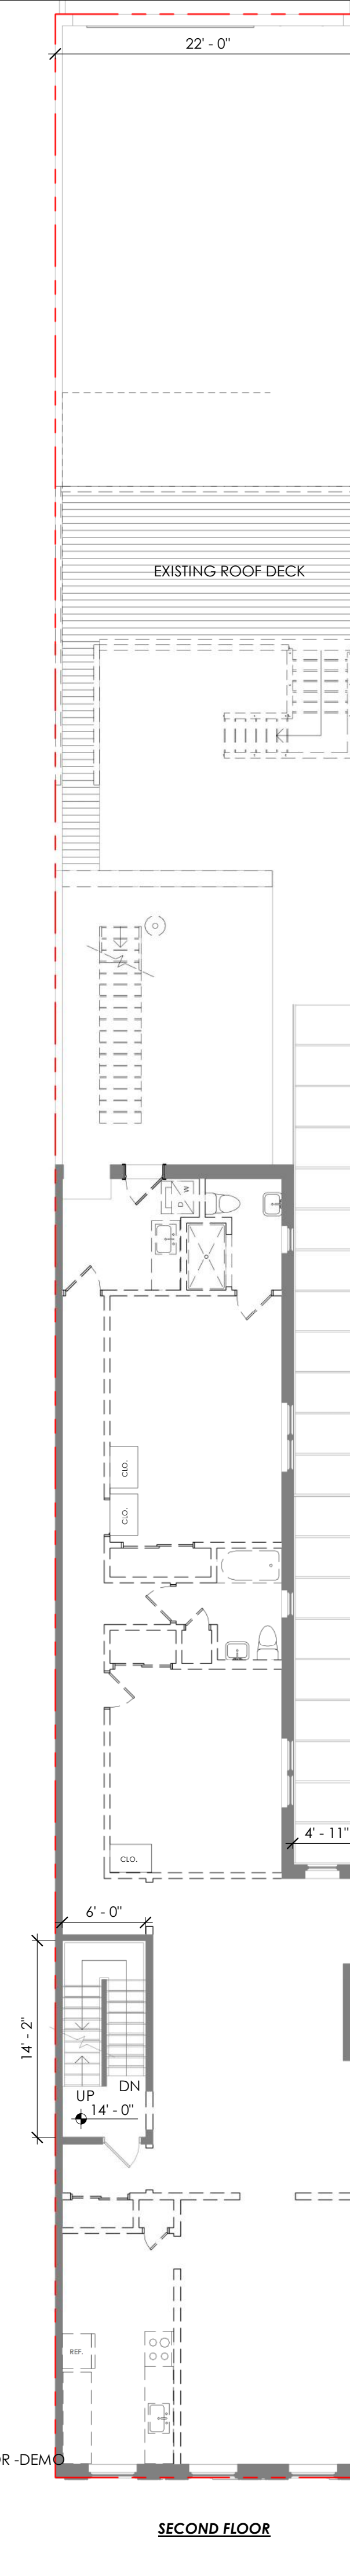 22' - 0"
EXISTING ROOF DECK
D
W
CLO.
CLO.
4' - 11"
CLO.
6' - 0"
14' - 2"
UP
DN
14' - 0"
REF.
R -DEMO
SECOND FLOOR